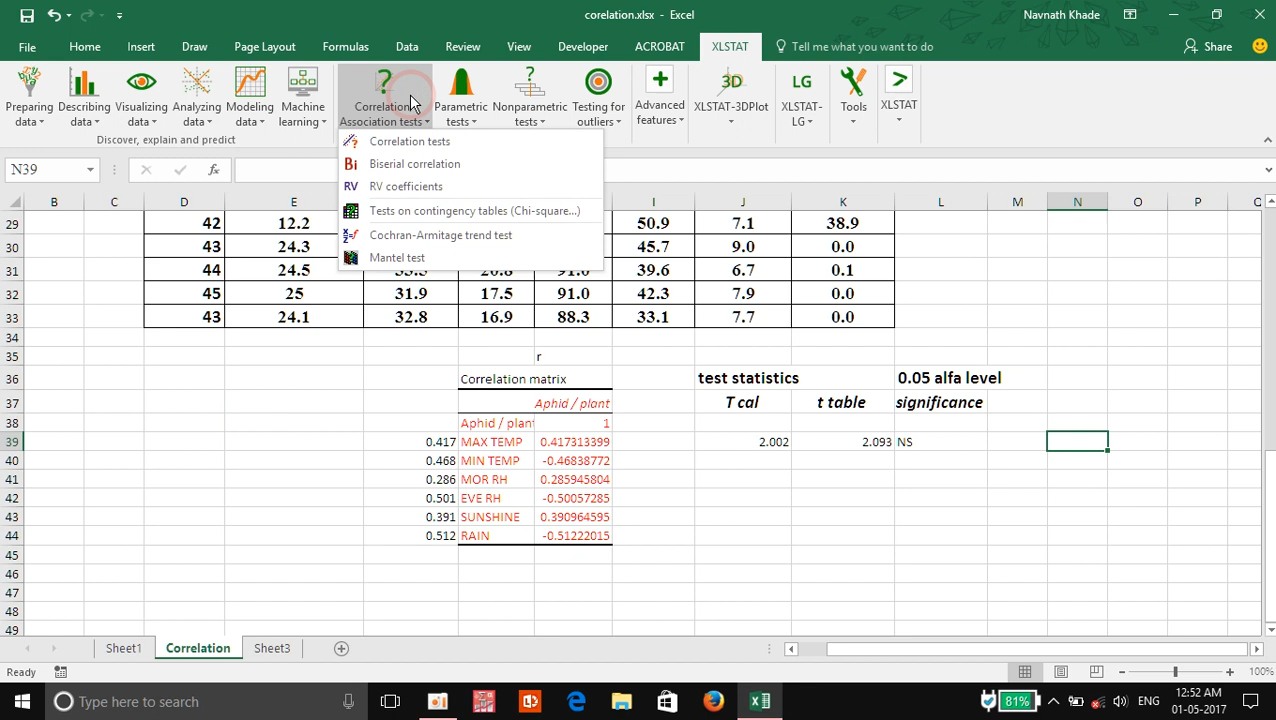 corelation.xlsx - Excel
Navnath Khade
File Home Insert Draw Page Layout Formulas Data Review View Developer ACROBAT XLSTAT Tell me what you want to do Share
Preparing data Describing data Visualizing data Analyzing data Modeling data Machine learning Correlation/ Association tests Parametric tests Nonparametric tests Testing for outliers Advanced features 3D XLSTAT-3DPlot LG XLSTAT-LG Tools XLSTAT
Discover, explain and predict
Correlation tests
Bi Biserial correlation
RV RV coefficients
Tests on contingency tables (Chi-square...)
Cochran-Armitage trend test
Mantel test
N39 fx
B C D E I J K L M N O P Q
29 42 12.2 50.9 7.1 38.9
30 43 24.3 45.7 9.0 0.0
31 44 24.5 39.6 6.7 0.1
32 45 25 31.9 17.5 91.0 42.3 7.9 0.0
33 43 24.1 32.8 16.9 88.3 33.1 7.7 0.0
34
35 r
36 Correlation matrix test statistics 0.05 alfa level
37 Aphid / plant T cal t table significance
38 Aphid / plant 1
39 0.417 MAX TEMP 0.417313399 2.002 2.093 NS
40 0.468 MIN TEMP -0.46838772
41 0.286 MOR RH 0.285945804
42 0.501 EVE RH -0.50057285
43 0.391 SUNSHINE 0.390964595
44 0.512 RAIN -0.51222015
45
46
47
48
49
Sheet1 Correlation Sheet3
Ready 100%
Type here to search 81% ENG 12:52 AM
01-05-2017